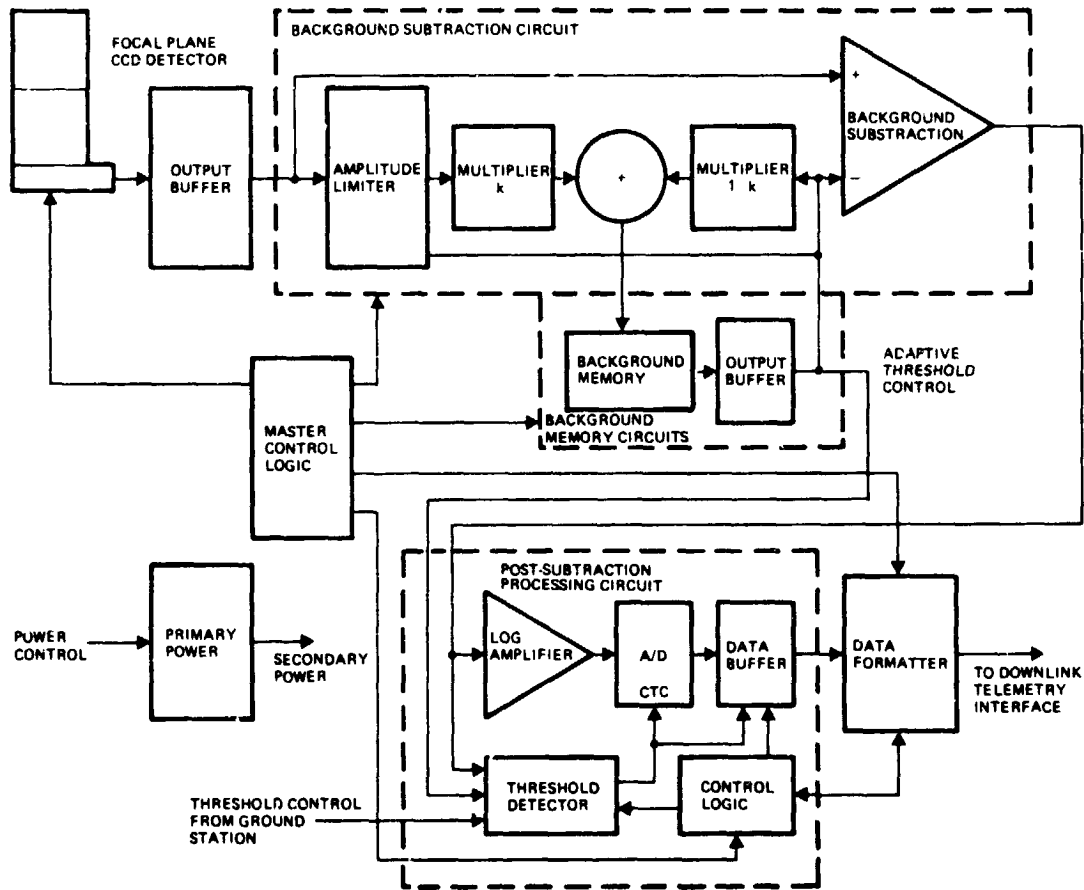 FOCAL PLANE
CCD DETECTOR
BACKGROUND SUBTRACTION CIRCUIT
OUTPUT
BUFFER
AMPLITUDE
LIMITER
MULTIPLIER
k
+
MULTIPLIER
1 k
+
BACKGROUND
SUBSTRACTION
−
BACKGROUND
MEMORY
OUTPUT
BUFFER
ADAPTIVE
THRESHOLD
CONTROL
BACKGROUND
MEMORY CIRCUITS
MASTER
CONTROL
LOGIC
POST-SUBTRACTION
PROCESSING CIRCUIT
POWER
CONTROL
PRIMARY
POWER
SECONDARY
POWER
LOG
AMPLIFIER
A/D
CTC
DATA
BUFFER
DATA
FORMATTER
TO DOWNLINK
TELEMETRY
INTERFACE
THRESHOLD
DETECTOR
CONTROL
LOGIC
THRESHOLD CONTROL
FROM GROUND
STATION